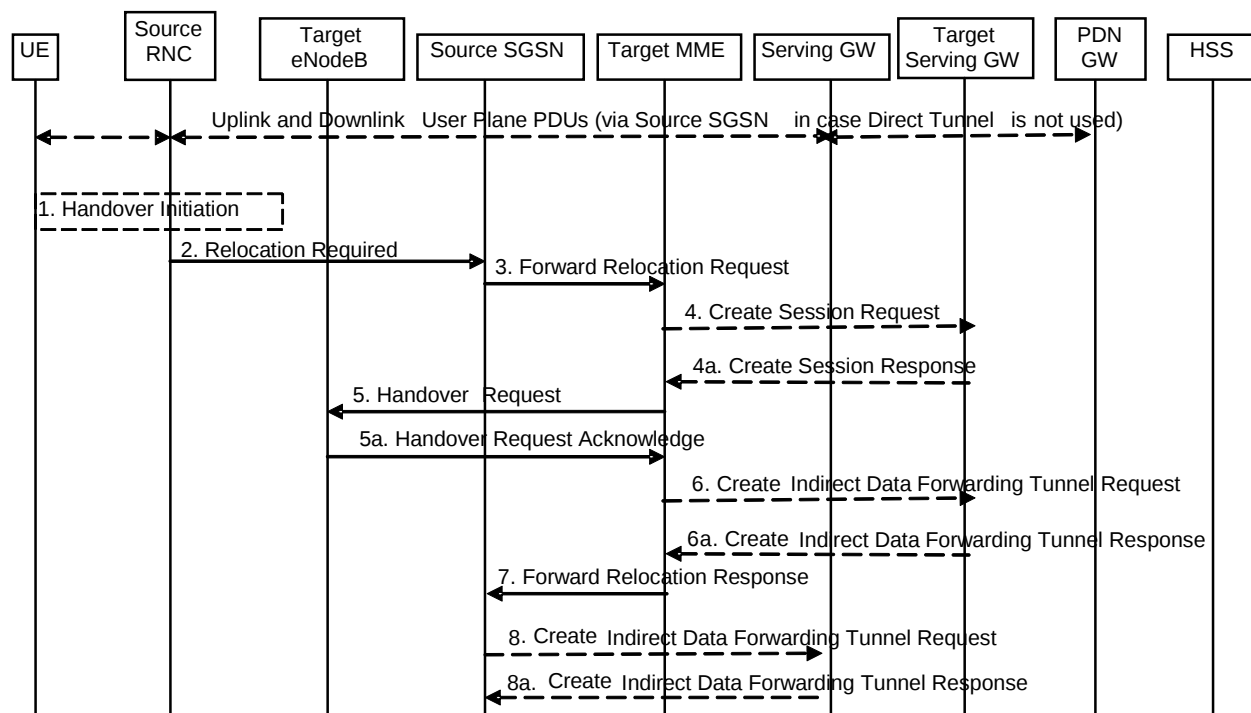 UE
Source
RNC
Target
eNodeB
Source SGSN
Target MME
Serving GW
Target
Serving GW
PDN
GW
HSS
Uplink and Downlink User Plane PDUs (via Source SGSN in case Direct Tunnel is not used)
1. Handover Initiation
2. Relocation Required
3. Forward Relocation Request
4. Create Session Request
4a. Create Session Response
5. Handover Request
5a. Handover Request Acknowledge
6. Create Indirect Data Forwarding Tunnel Request
6a. Create Indirect Data Forwarding Tunnel Response
7. Forward Relocation Response
8. Create Indirect Data Forwarding Tunnel Request
8a. Create Indirect Data Forwarding Tunnel Response